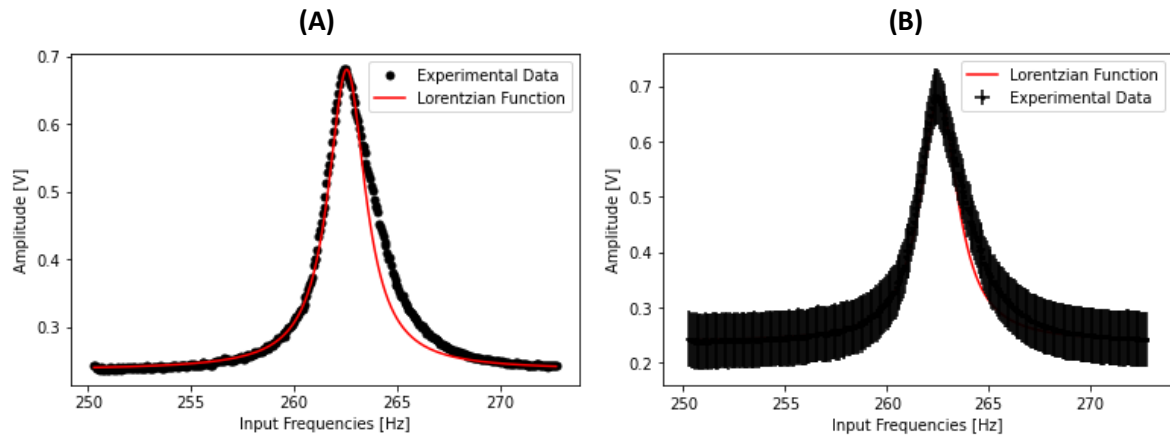 (A)
0.7
0.6
0.5
0.4
0.3
Amplitude [V]
Experimental Data
Lorentzian Function
250
255
260
265
270
Input Frequencies [Hz]
(B)
0.7
0.6
0.5
0.4
0.3
0.2
Amplitude [V]
Lorentzian Function
Experimental Data
250
255
260
265
270
Input Frequencies [Hz]